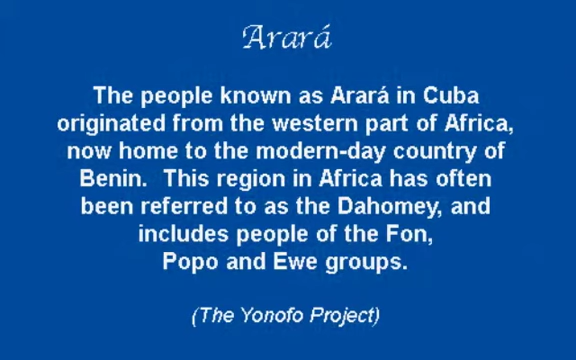 Arará
The people known as Arará in Cuba
originated from the western part of Africa,
now home to the modern-day country of
Benin.  This region in Africa has often
been referred to as the Dahomey, and
includes people of the Fon,
Popo and Ewe groups.
(The Yonofo Project)